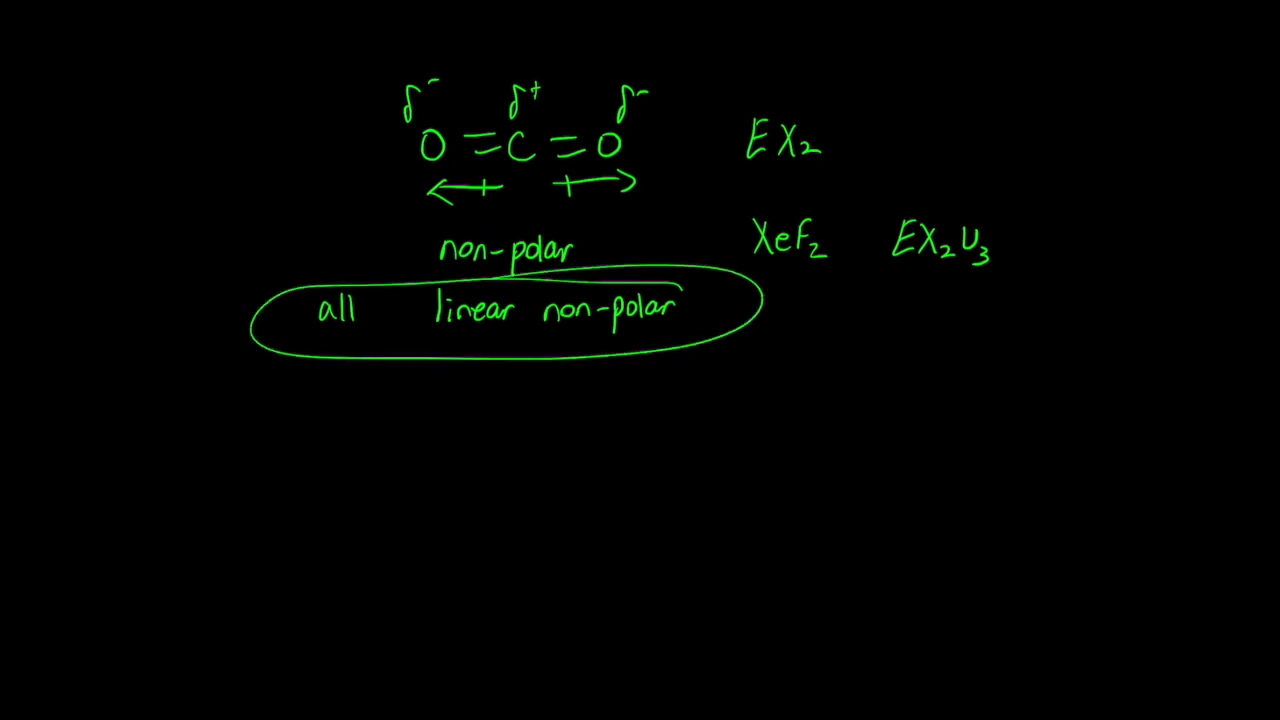 δ⁻ δ⁺ δ⁻
O = C = O EX₂
non-polar XeF₂ EX₂U₃
all linear non-polar